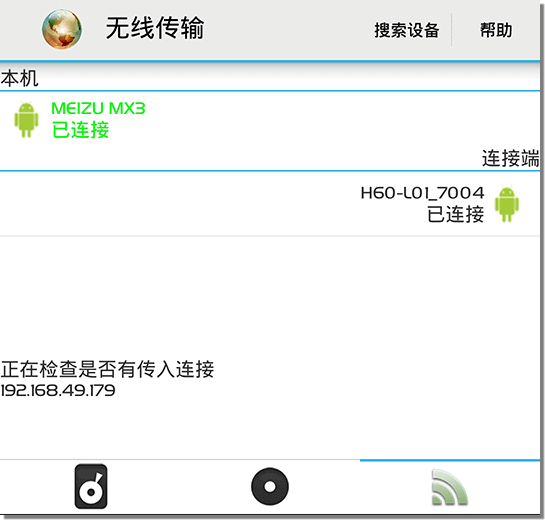 无线传输
搜索设备
帮助
本机
MEIZU MX3
已连接
连接端
H60-L01_7004
已连接
正在检查是否有传入连接
192.168.49.179